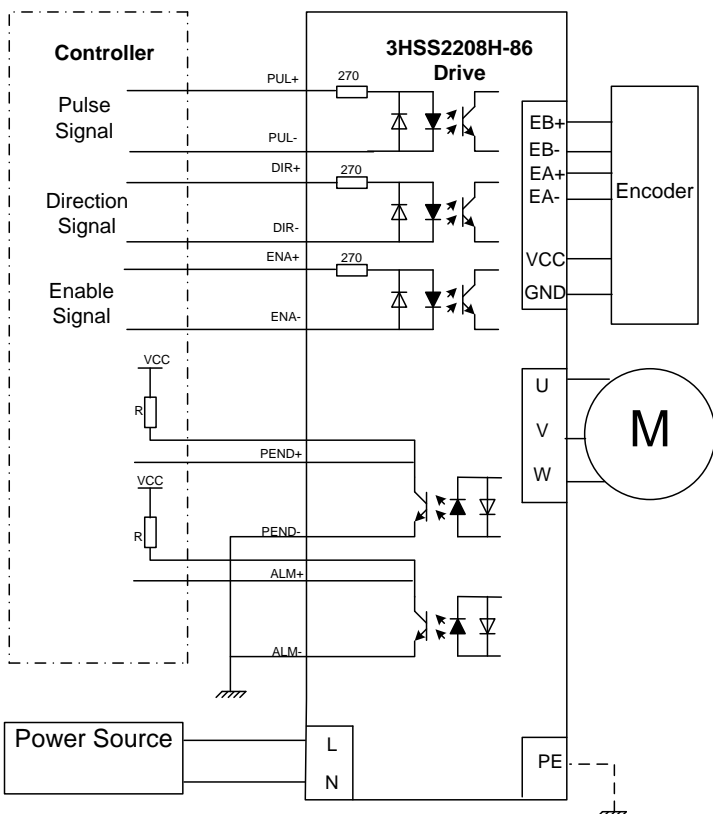 Controller
3HSS2208H-86
Drive
Pulse
Signal
PUL+
270
PUL-
Direction
Signal
DIR+
270
DIR-
Enable
Signal
ENA+
270
ENA-
EB+
EB-
EA+
EA-
VCC
GND
Encoder
VCC
R
PEND+
PEND-
VCC
R
ALM+
ALM-
U
V
W
M
Power Source
L
N
PE